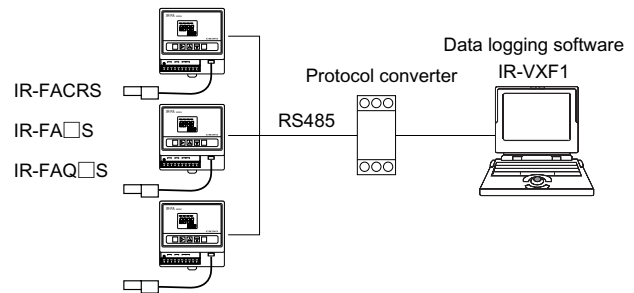 Data logging software
IR-VXF1
Protocol converter
IR-FACRS
RS485
IR-FA□S
IR-FAQ□S